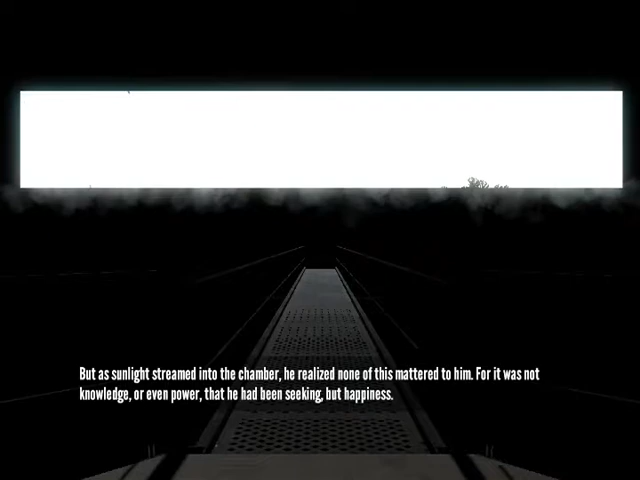 But as sunlight streamed into the chamber, he realized none of this mattered to him. For it was not
knowledge, or even power, that he had been seeking, but happiness.